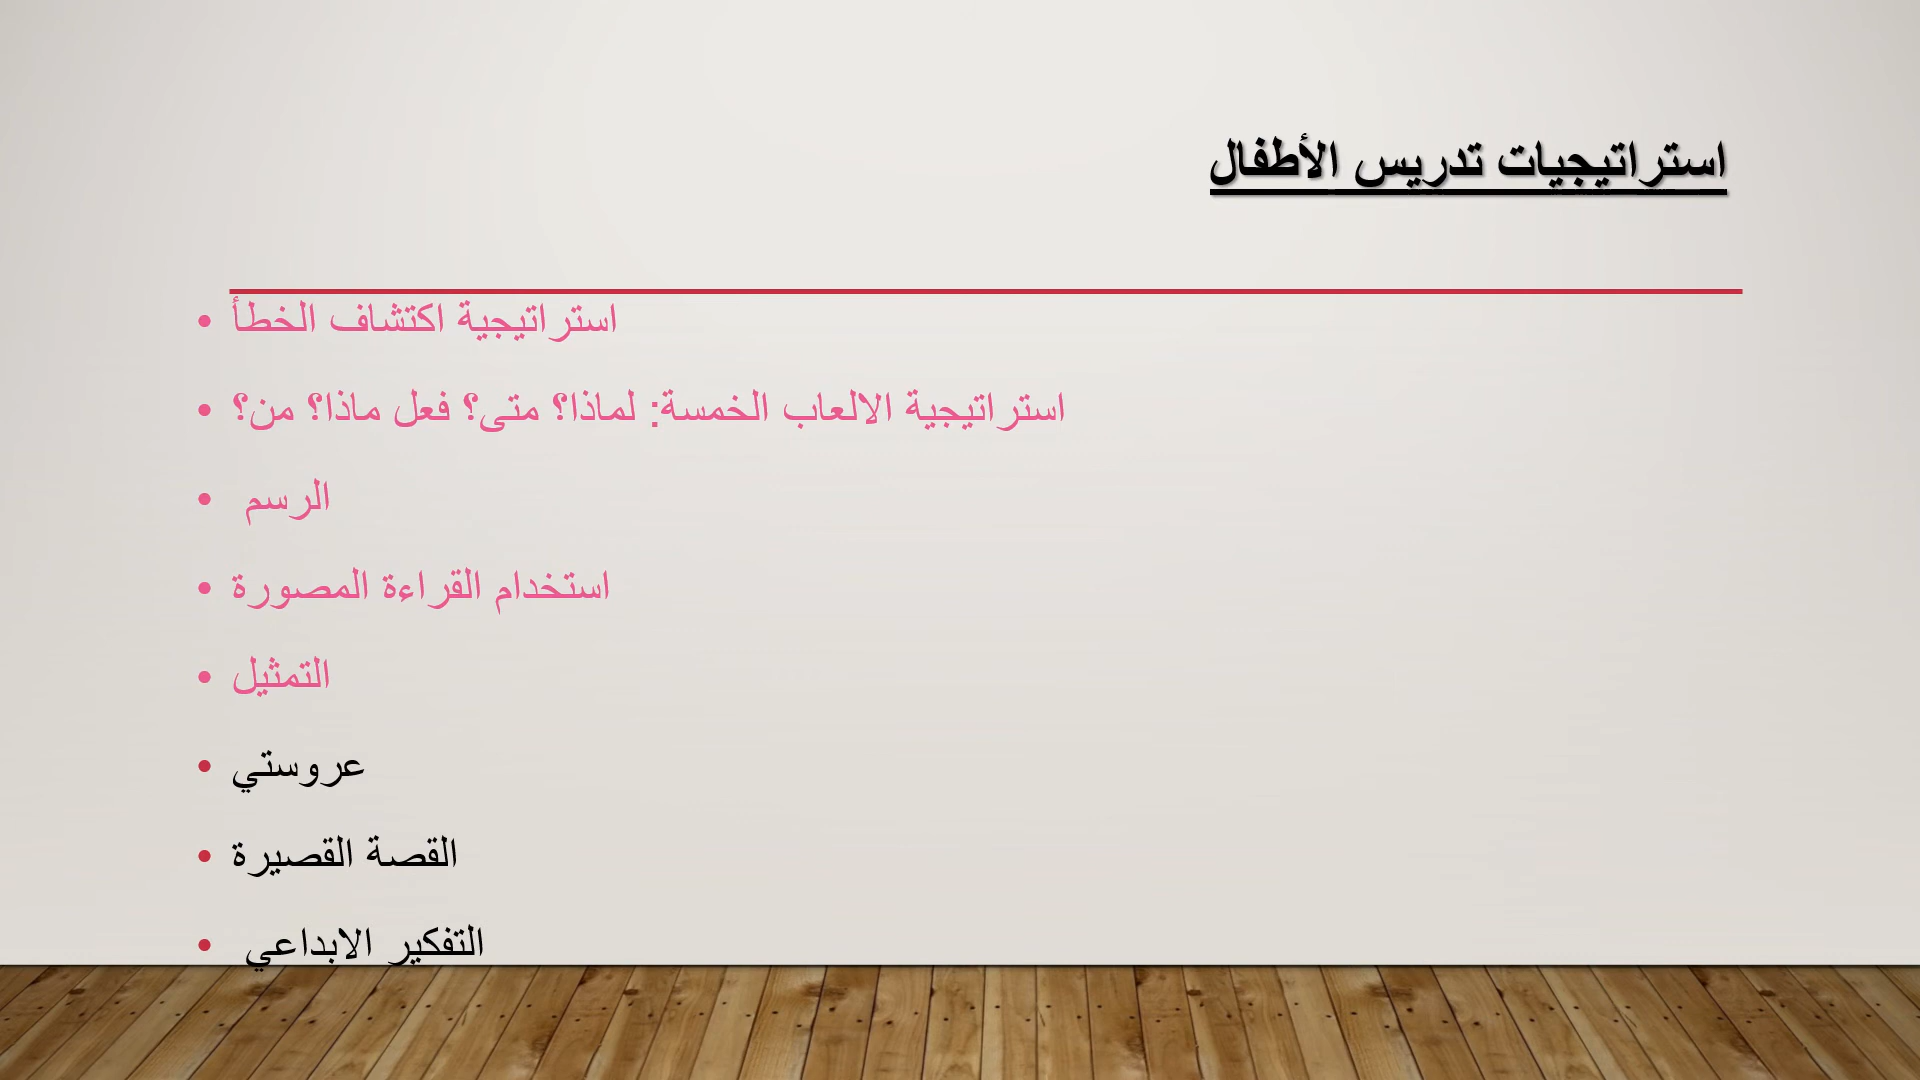 استراتيجيات تدريس الأطفال
• استراتيجية اكتشاف الخطأ
• استراتيجية الالعاب الخمسة: لماذا؟ متى؟ فعل ماذا؟ من؟
• الرسم
• استخدام القراءة المصورة
• التمثيل
• عروستي
• القصة القصيرة
• التفكير الابداعي